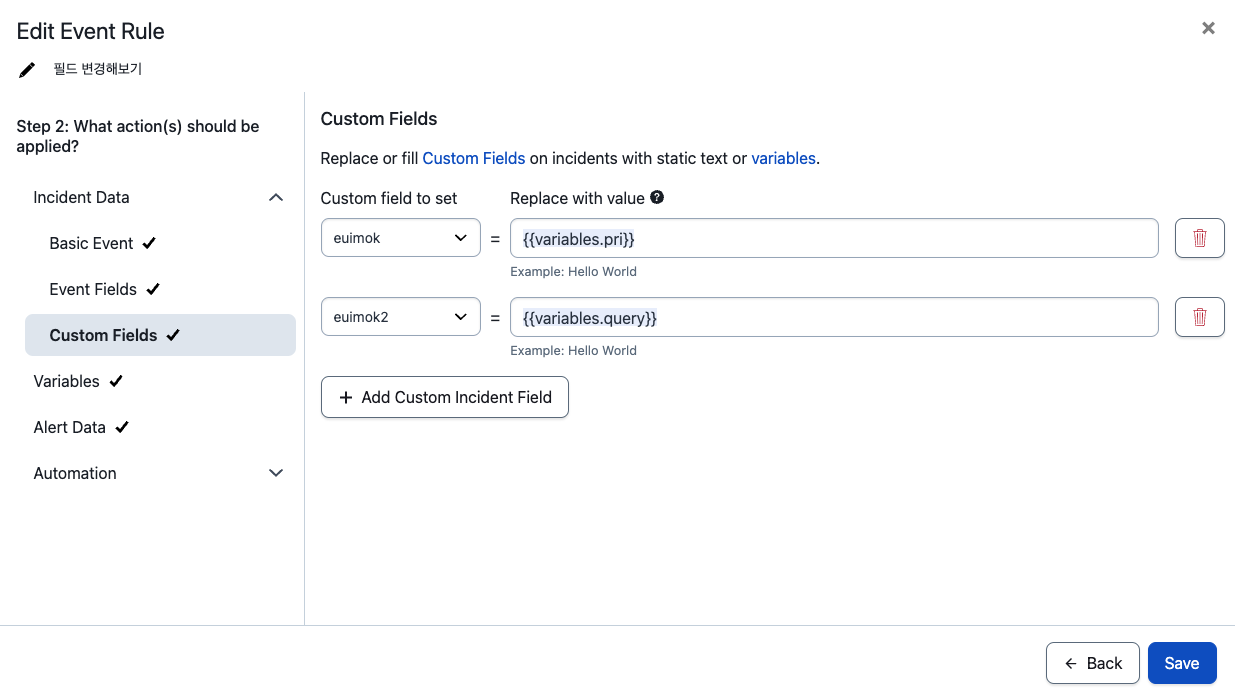 Edit Event Rule
필드 변경해보기
Step 2: What action(s) should be
applied?
Incident Data
Basic Event
Event Fields
Custom Fields
Variables
Alert Data
Automation
Custom Fields
Replace or fill Custom Fields on incidents with static text or variables.
Custom field to set Replace with value
euimok = {{variables.pri}}
Example: Hello World
euimok2 = {{variables.query}}
Example: Hello World
+ Add Custom Incident Field
← Back Save